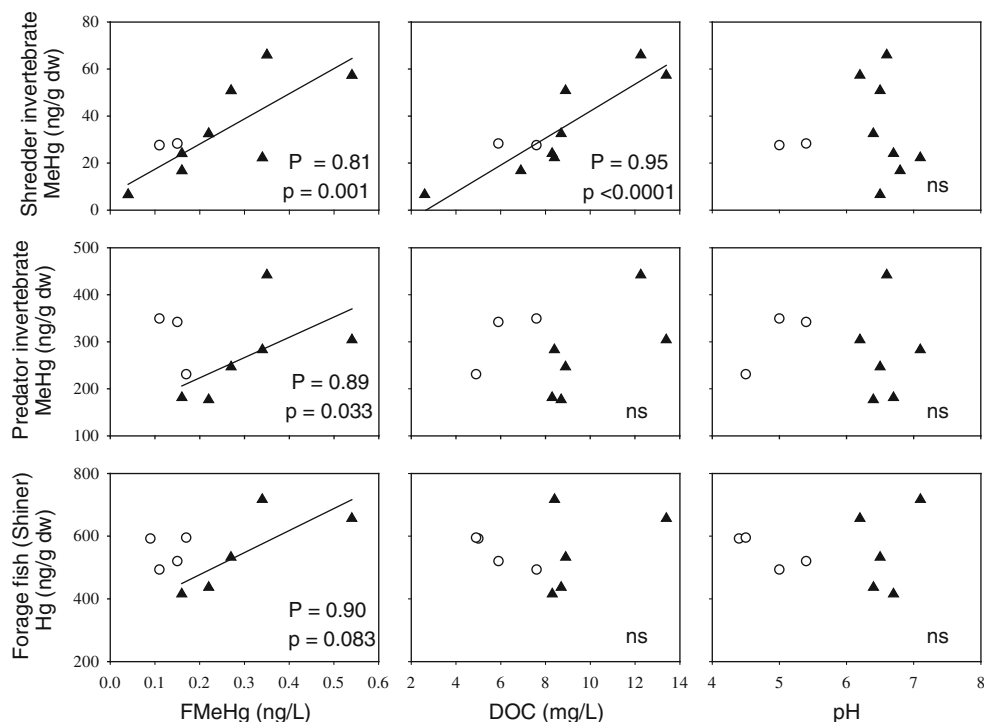 Shredder invertebrate
MeHg (ng/g dw)
80
60
40
20
0
P = 0.81
p = 0.001
P = 0.95
p <0.0001
ns
Predator invertebrate
MeHg (ng/g dw)
500
400
300
200
100
P = 0.89
p = 0.033
ns
ns
Forage fish (Shiner)
Hg (ng/g dw)
800
600
400
200
P = 0.90
p = 0.083
ns
ns
0.0 0.1 0.2 0.3 0.4 0.5 0.6
2 4 6 8 10 12 14
4 5 6 7 8
FMeHg (ng/L)
DOC (mg/L)
pH